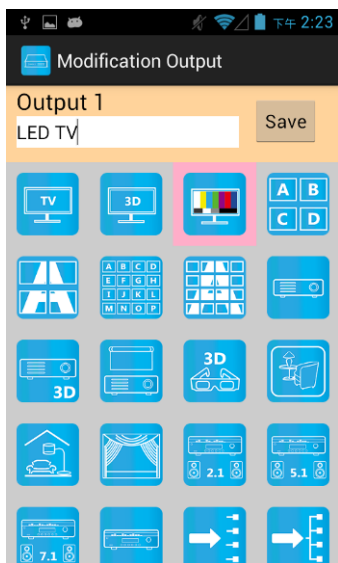 下午 2:23
Modification Output
Output 1
LED TV
Save
TV
3D
A B
C D
A B C D
E F G H
I J K L
M N O P
3D
3D
2.1
5.1
7.1